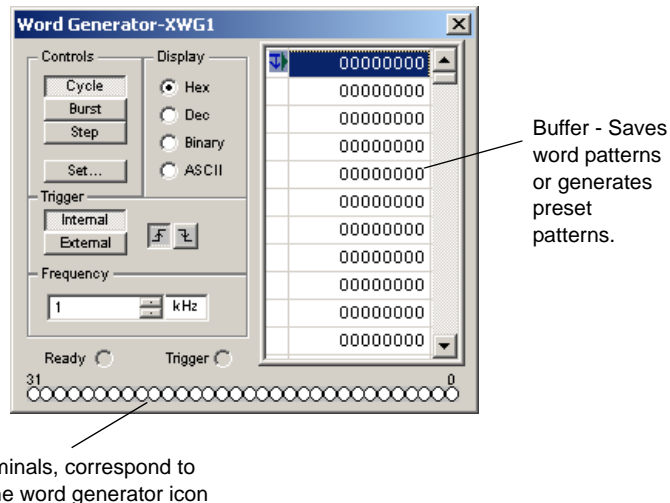 Word Generator-XWG1
Controls
Cycle
Burst
Step
Set...
Display
Hex
Dec
Binary
ASCII
Trigger
Internal
External
Frequency
1 kHz
Ready
Trigger
00000000
00000000
00000000
00000000
00000000
00000000
00000000
00000000
00000000
00000000
00000000
31 0
Buffer - Saves
word patterns
or generates
preset
patterns.
correspond to
word generator icon